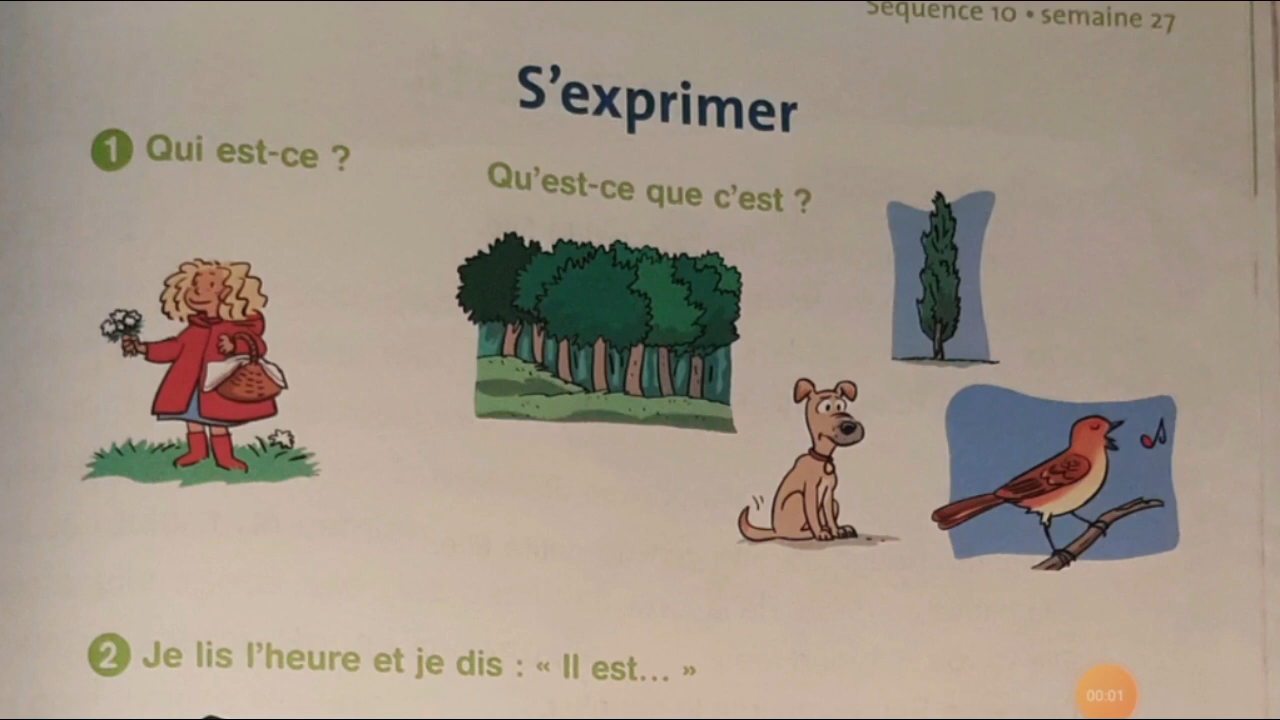 Séquence 10 • semaine 27
S'exprimer
1 Qui est-ce ?
Qu'est-ce que c'est ?
2 Je lis l'heure et je dis : « Il est... »
00:01